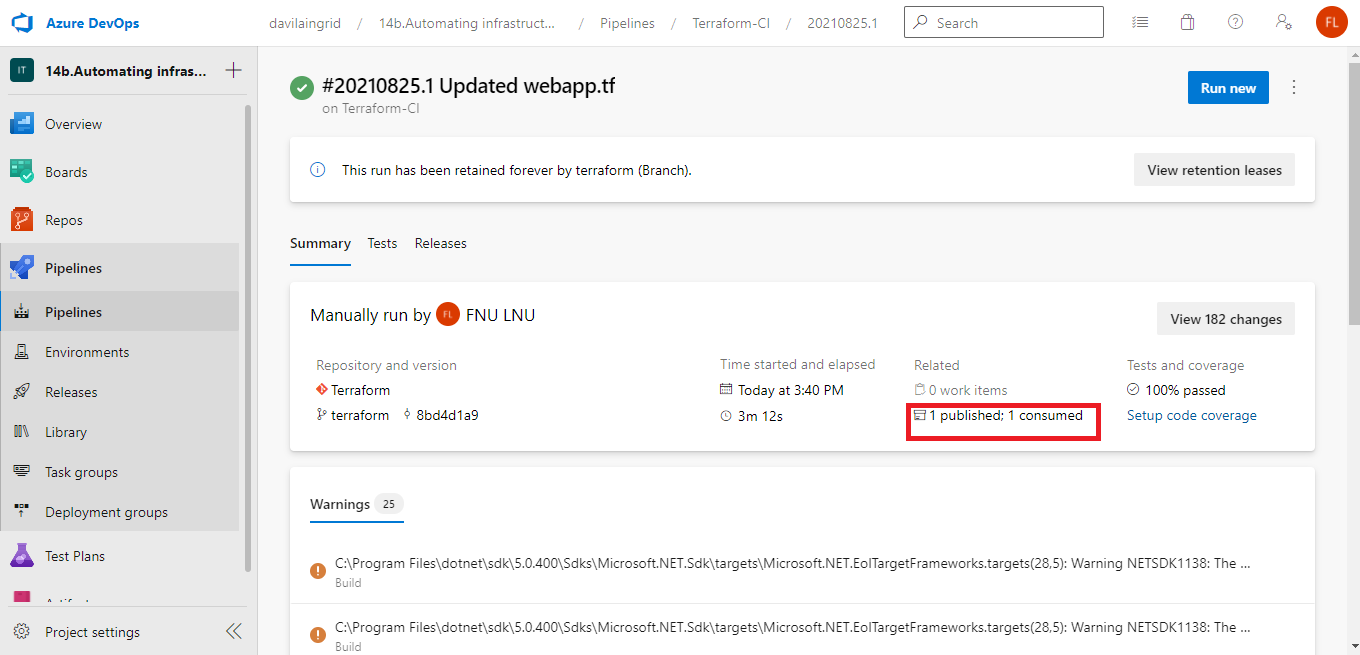 Azure DevOps
davilaingrid / 14b.Automating infrastruct... / Pipelines / Terraform-CI / 20210825.1
Search
FL
IT
14b.Automating infras...
Overview
Boards
Repos
Pipelines
Pipelines
Environments
Releases
Library
Task groups
Deployment groups
Test Plans
Project settings
#20210825.1 Updated webapp.tf
on Terraform-CI
Run new
This run has been retained forever by terraform (Branch).
View retention leases
Summary Tests Releases
Manually run by FL FNU LNU
View 182 changes
Repository and version
Terraform
terraform 8bd4d1a9
Time started and elapsed
Today at 3:40 PM
3m 12s
Related
0 work items
1 published; 1 consumed
Tests and coverage
100% passed
Setup code coverage
Warnings 25
C:\Program Files\dotnet\sdk\5.0.400\Sdks\Microsoft.NET.Sdk\targets\Microsoft.NET.EolTargetFrameworks.targets(28,5): Warning NETSDK1138: The ...
Build
C:\Program Files\dotnet\sdk\5.0.400\Sdks\Microsoft.NET.Sdk\targets\Microsoft.NET.EolTargetFrameworks.targets(28,5): Warning NETSDK1138: The ...
Build